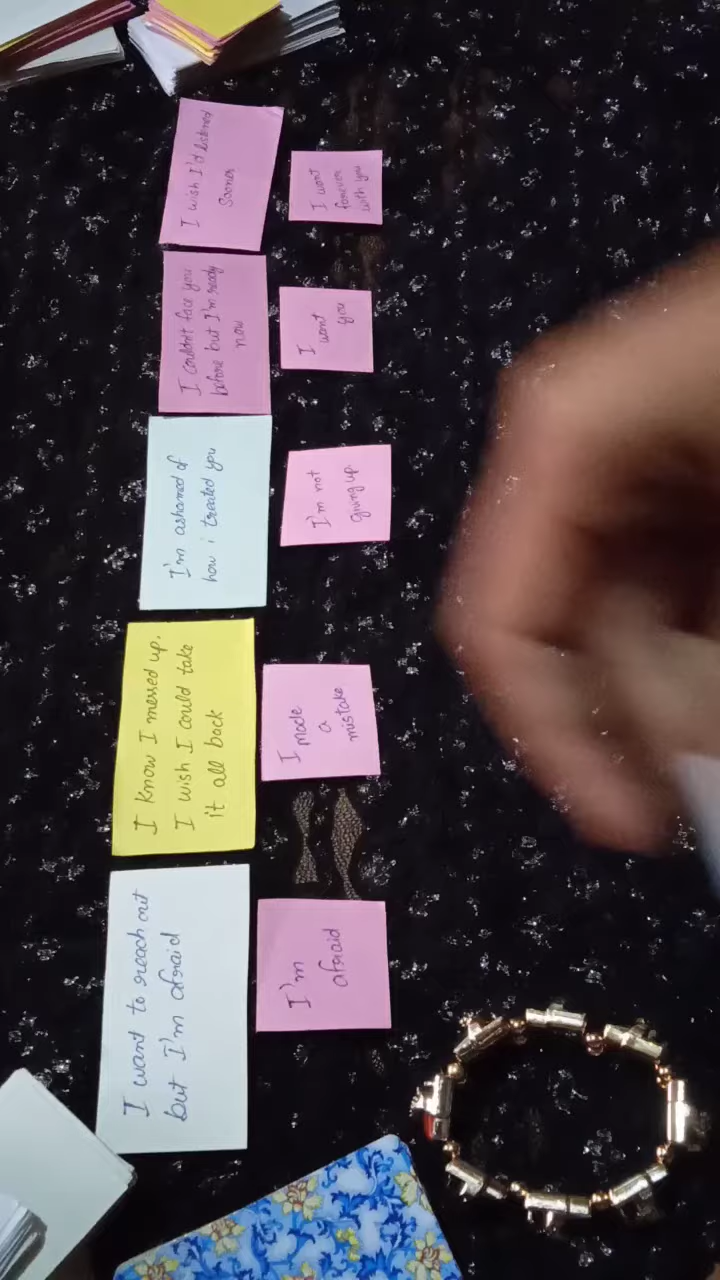 I want to reach out
but I'm afraid
I know I messed up.
I wish I could take
it all back
I'm ashamed of
how i treated you
I couldn't face you
before but I'm ready
now
I wish I'd listened
sooner
I'm
afraid
I made
a
mistake
I'm not
giving up
I want
you
I want
forever
with you